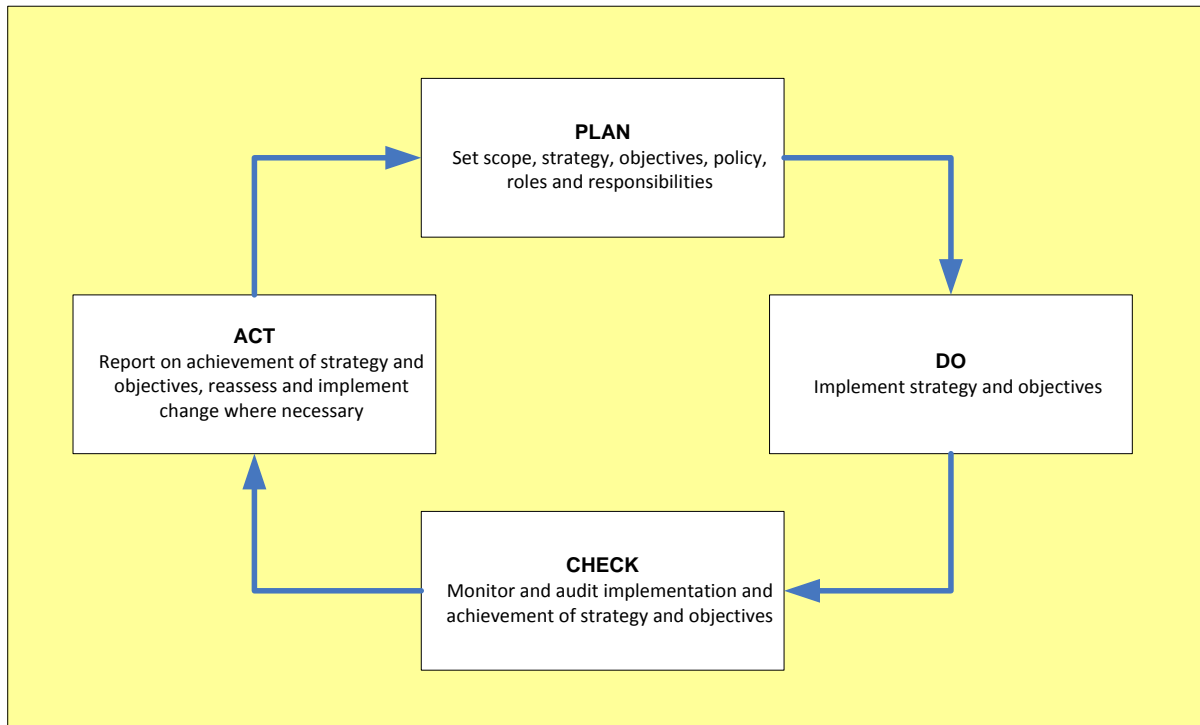 PLAN
Set scope, strategy, objectives, policy,
roles and responsibilities
ACT
Report on achievement of strategy and
objectives, reassess and implement
change where necessary
DO
Implement strategy and objectives
CHECK
Monitor and audit implementation and
achievement of strategy and objectives